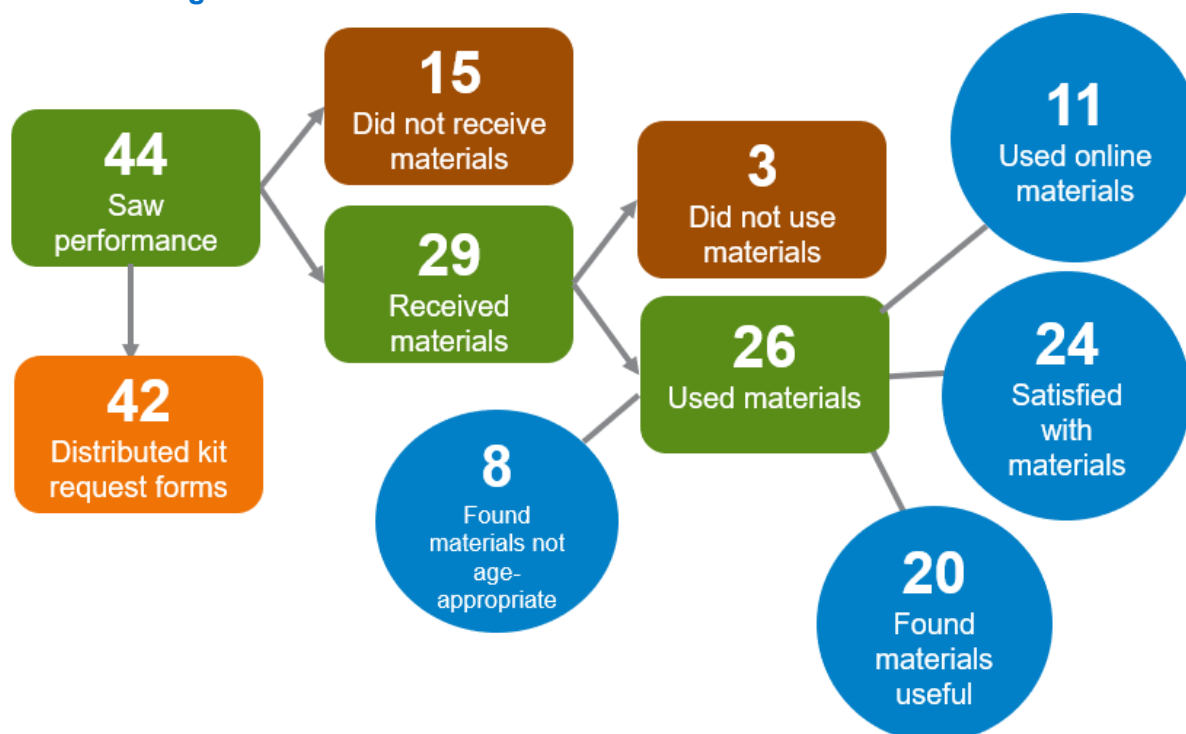 44
Saw
performance
15
Did not receive
materials
29
Received
materials
42
Distributed kit
request forms
3
Did not use
materials
26
Used materials
11
Used online
materials
24
Satisfied
with
materials
20
Found
materials
useful
8
Found
materials not
age-
appropriate